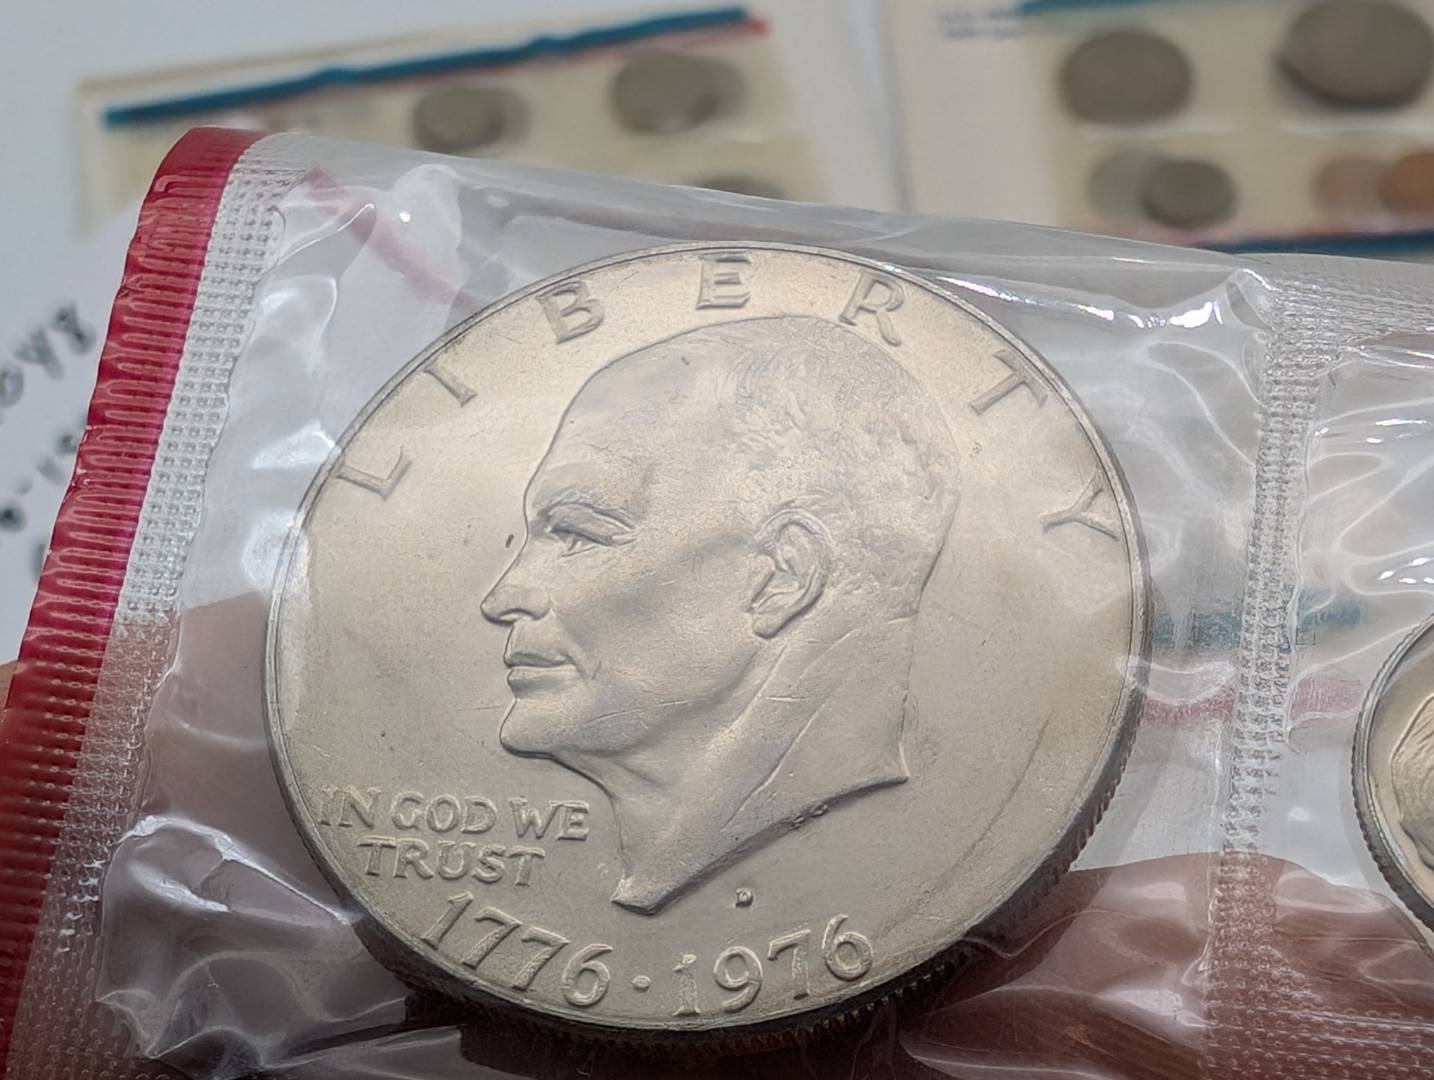 LIBERTY
IN GOD WE
TRUST
D
1776·1976